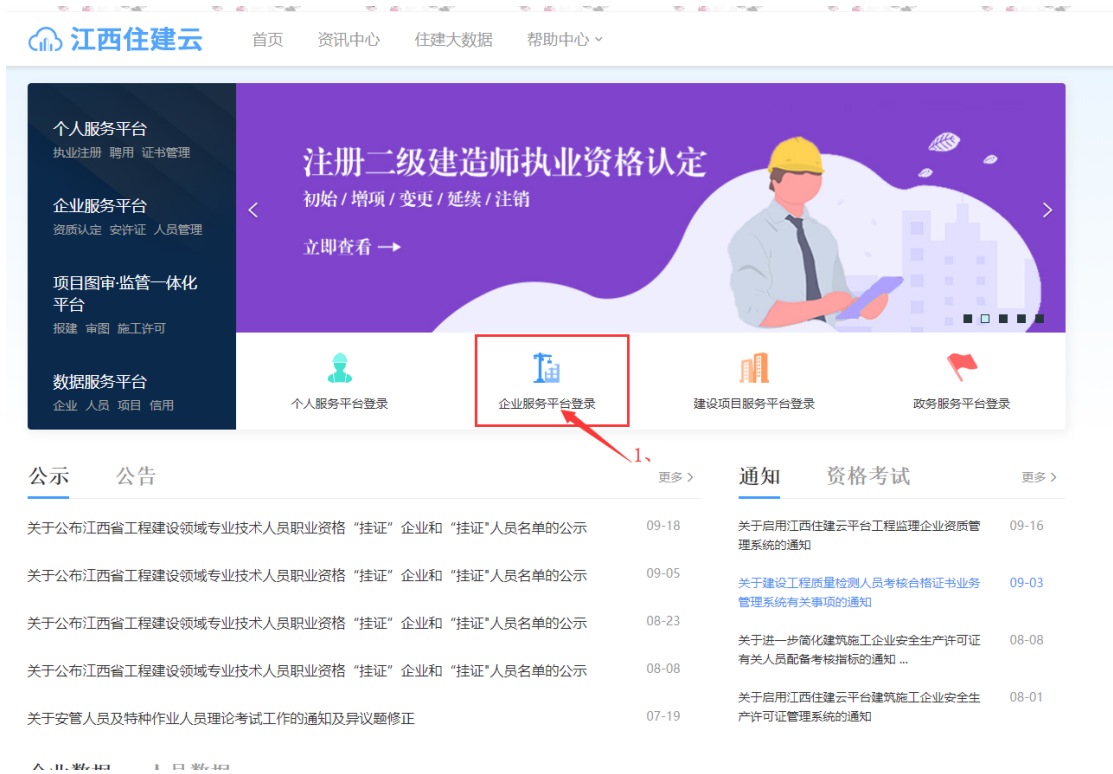 江西住建云
首页 资讯中心 住建大数据 帮助中心
个人服务平台
执业注册 聘用 证书管理
企业服务平台
资质认定 安许证 人员管理
项目图审·监管一体化
平台
报建 审图 施工许可
数据服务平台
企业 人员 项目 信用
注册二级建造师执业资格认定
初始 / 增项 / 变更 / 延续 / 注销
立即查看
个人服务平台登录
企业服务平台登录
建设项目服务平台登录
政务服务平台登录
1、
公示 公告 更多
关于公布江西省工程建设领域专业技术人员职业资格“挂证”企业和“挂证"人员名单的公示 09-18
关于公布江西省工程建设领域专业技术人员职业资格“挂证”企业和“挂证"人员名单的公示 09-05
关于公布江西省工程建设领域专业技术人员职业资格“挂证”企业和“挂证"人员名单的公示 08-23
关于公布江西省工程建设领域专业技术人员职业资格“挂证”企业和“挂证"人员名单的公示 08-08
关于安管人员及特种作业人员理论考试工作的通知及异议题修正 07-19
通知 资格考试 更多
关于启用江西住建云平台工程监理企业资质管 09-16
理系统的通知
关于建设工程质量检测人员考核合格证书业务 09-03
管理系统有关事项的通知
关于进一步简化建筑施工企业安全生产许可证 08-08
有关人员配备考核指标的通知 ...
关于启用江西住建云平台建筑施工企业安全生 08-01
产许可证管理系统的通知
企业数据 人员数据